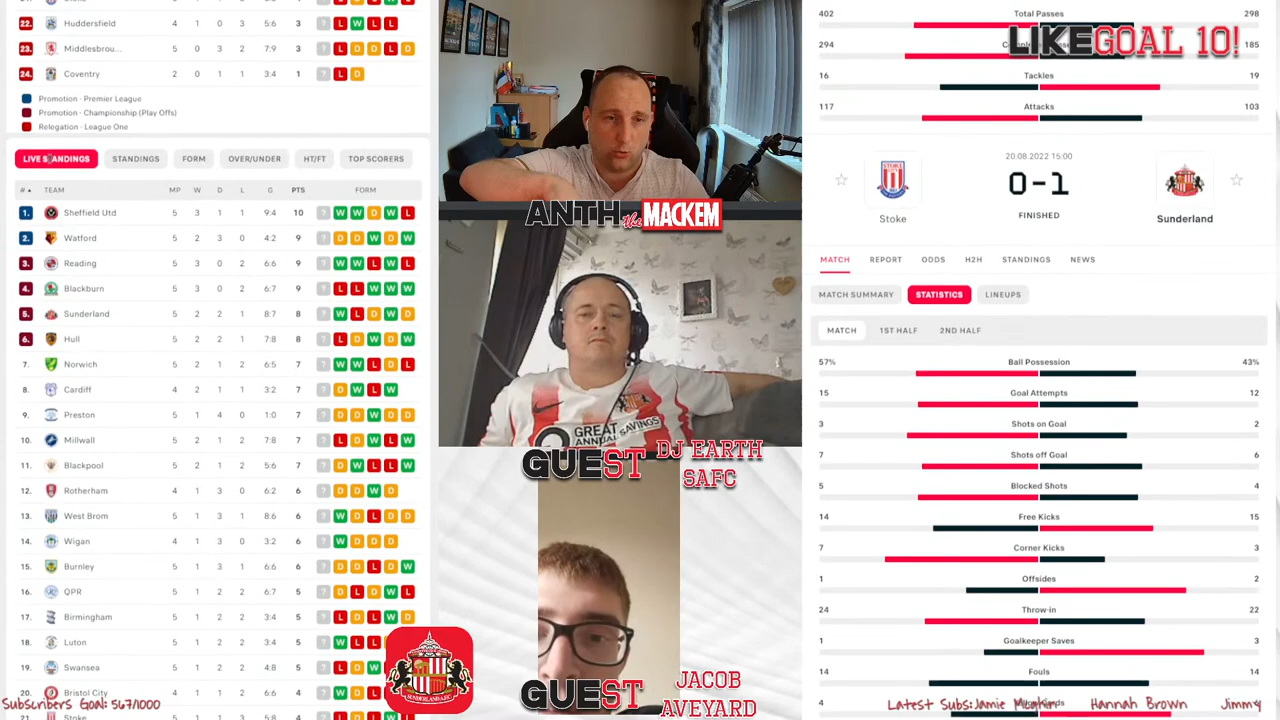 22. Huddersfield 4 1 0 3 5:6 3 L W L L
23. Middlesbrou... 5 0 3 2 7:9 3 L D D L D
24. Coventry 2 0 1 1 3:4 1 ? L D
Promotion - Premier League
Promotion - Championship (Play Offs)
Relegation - League One
LIVE STANDINGS STANDINGS FORM OVER/UNDER HT/FT TOP SCORERS
# TEAM MP W D L G PTS FORM
1. Sheffield Utd 5 3 1 1 9:4 10 ? W W D W L
2. Watford 5 2 3 0 4:2 9 ? D D W D W
3. Reading 5 3 0 2 6:6 9 ? W W L W L
4. Blackburn 5 3 0 2 6:7 9 ? L L W W W
5. Sunderland 5 2 2 1 8 ? W L D W D
6. Hull 5 2 2 1 7:8 8 ? L D W D W
7. Norwich 5 2 1 2 6:5 7 ? W W L D L
8. Cardiff 4 2 1 1 3:2 7 ? D W L W
9. Preston 5 1 4 0 1:0 7 ? D D W D D
10. Millwall 5 2 1 2 7:8 7 ? L D W L W
11. Blackpool 5 2 1 2 5:6 7 ? D W L L W
12. Rotherham 4 1 3 0 6:2 6 ? D D W D
13. West Brom 5 1 3 1 8:6 6 ? W D L D D
14. Wigan 4 1 3 0 3:2 6 ? W D D D
15. Burnley 5 1 3 1 6:6 6 ? D D L D W
16. QPR 5 1 2 2 6:7 5 ? D L D W L
17. Birmingham 5 1 2 2 3:4 5 ? L D L W D
18. Luton 5 1 2 2 3:4 5 ? W L L
19. Swansea 5 1 2 2 4:8 5 ? L D W
20. Bristol City ? W D L
21. Stoke
Subscribers Goal: 567/1000
ANTH the MACKEM
GREAT ANNUAL SAVINGS
GUEST DJ EARTH SAFC
SUNDERLAND A.F.C.
GUEST JACOB AVEYARD
LIKEGOAL 10!
402 Total Passes 298
294 185
16 Tackles 19
117 Attacks 103
STOKE CITY
20.08.2022 15:00
0-1
FINISHED
Stoke Sunderland
MATCH REPORT ODDS H2H STANDINGS NEWS
MATCH SUMMARY STATISTICS LINEUPS
MATCH 1ST HALF 2ND HALF
57% Ball Possession 43%
15 Goal Attempts 12
3 Shots on Goal 2
7 Shots off Goal 6
5 Blocked Shots 4
14 Free Kicks 15
7 Corner Kicks 3
1 Offsides 2
24 Throw-in 22
1 Goalkeeper Saves 3
14 Fouls 14
Latest Subs: Jamie Hannah Brown Jimmy
4